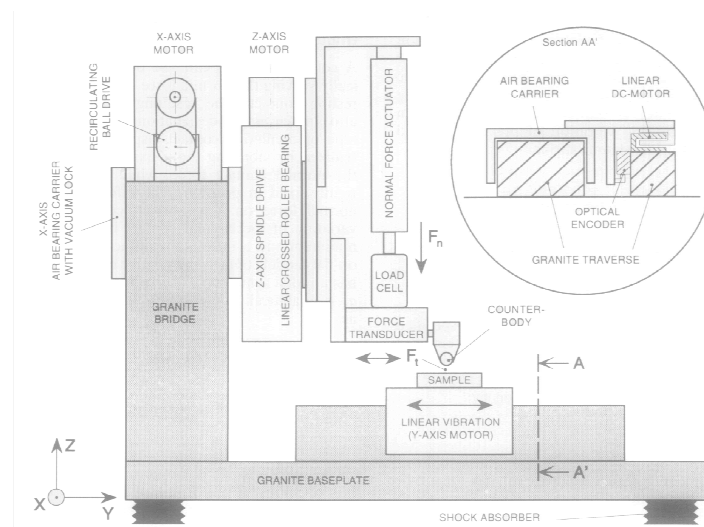 X-AXIS
MOTOR
Z-AXIS
MOTOR
RECIRCULATING
BALL DRIVE
X-AXIS
AIR BEARING CARRIER
WITH VACUUM LOCK
GRANITE
BRIDGE
Z-AXIS SPINDLE DRIVE
LINEAR CROSSED ROLLER BEARING
NORMAL FORCE ACTUATOR
Fn
LOAD
CELL
FORCE
TRANSDUCER
Ft
COUNTER-
BODY
SAMPLE
LINEAR VIBRATION
(Y-AXIS MOTOR)
A
A'
GRANITE BASEPLATE
SHOCK ABSORBER
Z
X
Y
Section AA'
AIR BEARING
CARRIER
LINEAR
DC-MOTOR
OPTICAL
ENCODER
GRANITE TRAVERSE